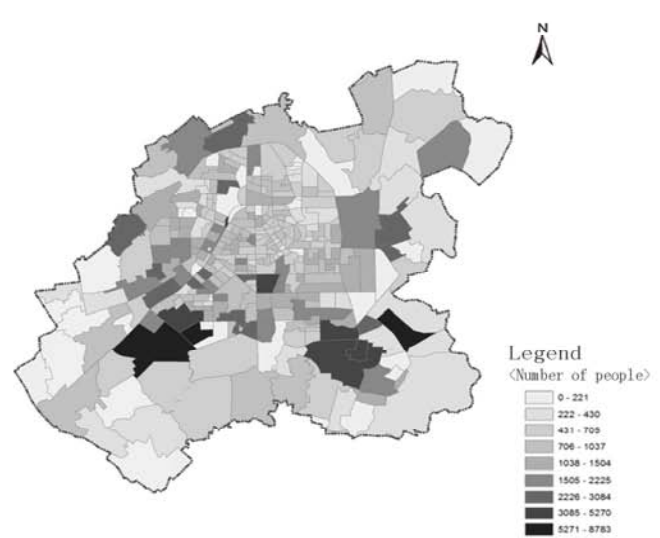 N
Legend
<Number of people>
0 - 221
222 - 430
431 - 705
706 - 1037
1038 - 1504
1505 - 2225
2226 - 3084
3085 - 5270
5271 - 8783